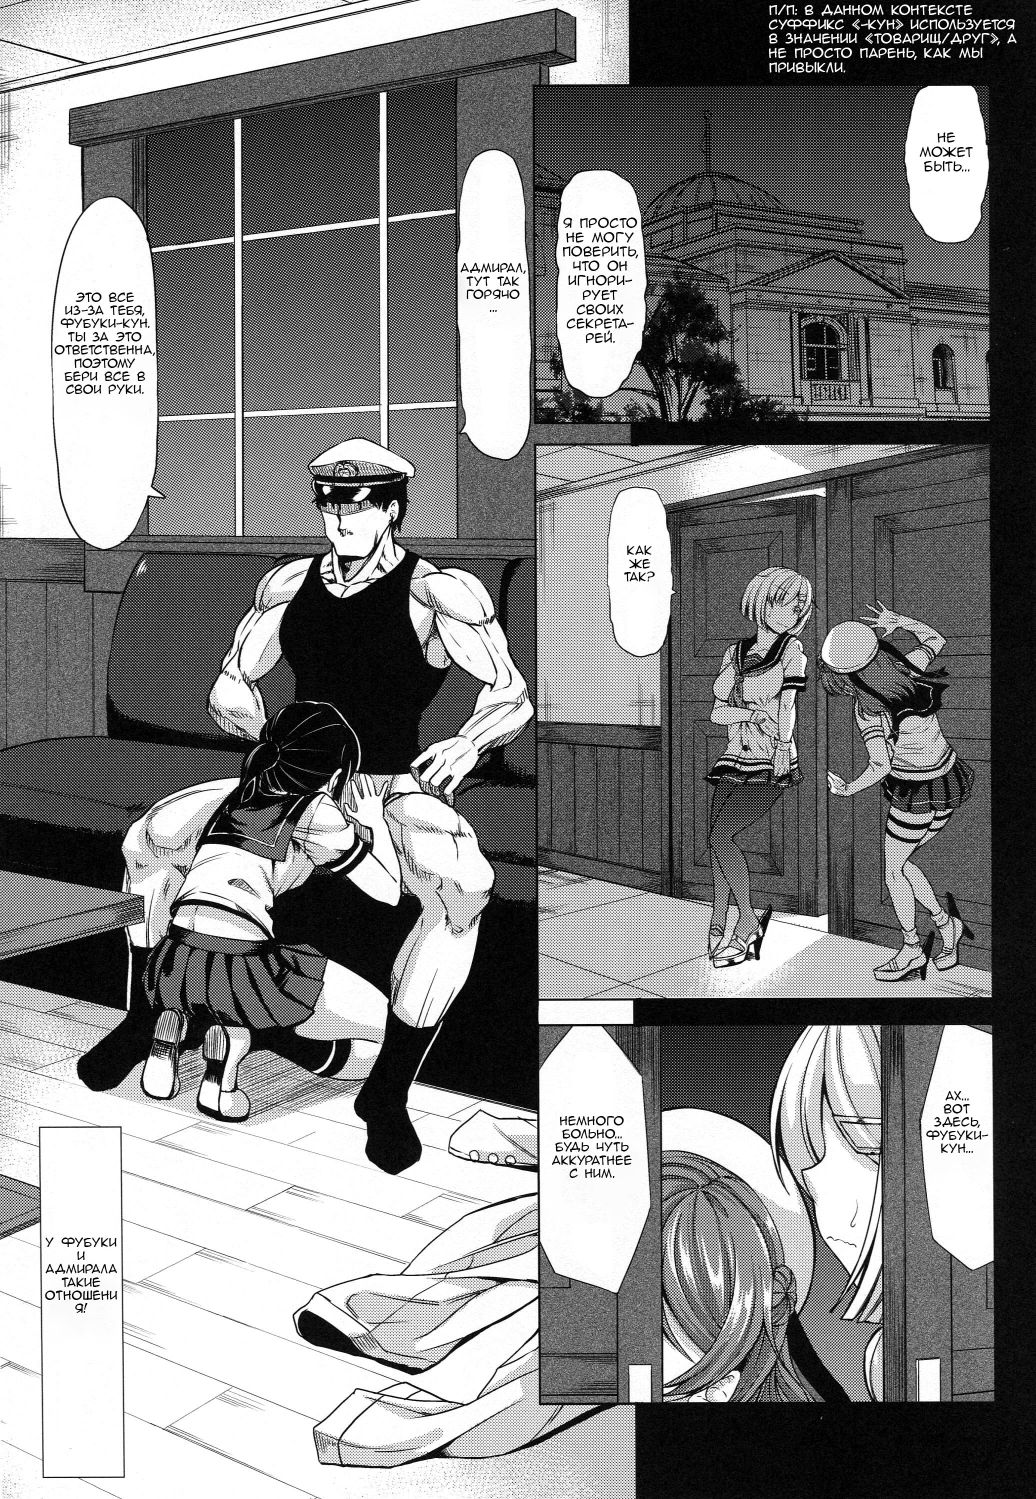 П/П: В ДАННОМ КОНТЕКСТЕ
СУФФИКС «-КУН» ИСПОЛЬЗУЕТСЯ
В ЗНАЧЕНИИ «ТОВАРИЩ/ДРУГ», А
НЕ ПРОСТО ПАРЕНЬ, КАК МЫ
ПРИВЫКЛИ.
НЕ
МОЖЕТ
БЫТЬ...
Я ПРОСТО
НЕ МОГУ
ПОВЕРИТЬ,
ЧТО ОН
ИГНОРИ-
РУЕТ
СВОИХ
СЕКРЕТА-
РЕЙ.
КАК
ЖЕ
ТАК?
АХ...
ВОТ
ЗДЕСЬ,
ФУБУКИ-
КУН...
НЕМНОГО
БОЛЬНО...
БУДЬ ЧУТЬ
АККУРАТНЕЕ
С НИМ.
АДМИРАЛ,
ТУТ ТАК
ГОРЯЧО
...
ЭТО ВСЕ
ИЗ-ЗА ТЕБЯ,
ФУБУКИ-КУН.
ТЫ ЗА ЭТО
ОТВЕТСТВЕННА,
ПОЭТОМУ
БЕРИ ВСЕ В
СВОИ РУКИ.
У ФУБУКИ
И
АДМИРАЛА
ТАКИЕ
ОТНОШЕНИ
Я!